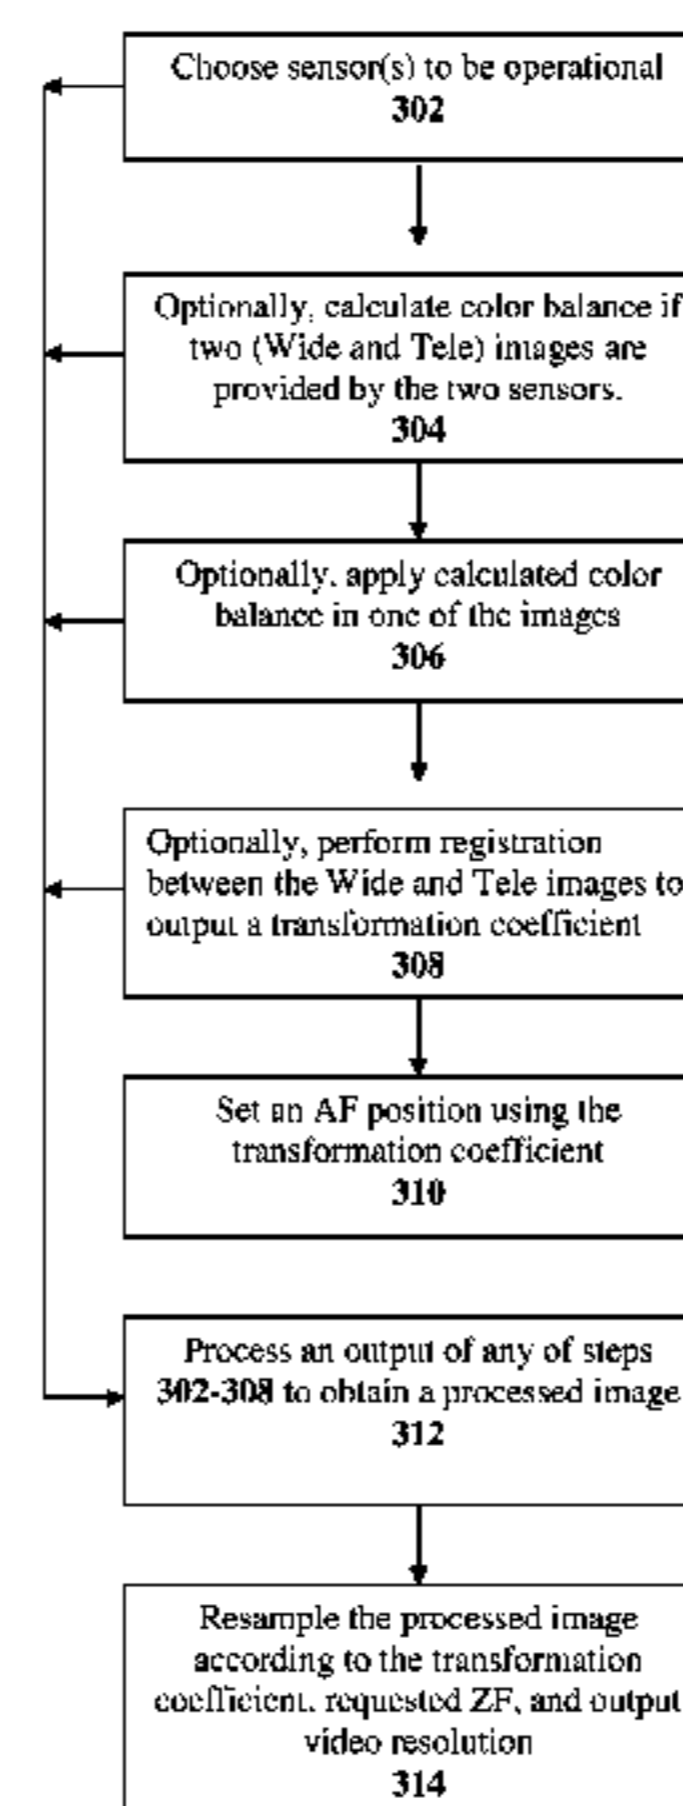 Choose sensor(s) to be operational
302
Optionally, calculate color balance if
two (Wide and Tele) images are
provided by the two sensors.
304
Optionally, apply calculated color
balance in one of the images
306
Optionally, perform registration
between the Wide and Tele images to
output a transformation coefficient
308
Set an AF position using the
transformation coefficient
310
Process an output of any of steps
302-308 to obtain a processed image
312
Resample the processed image
according to the transformation
coefficient, requested ZF, and output
video resolution
314